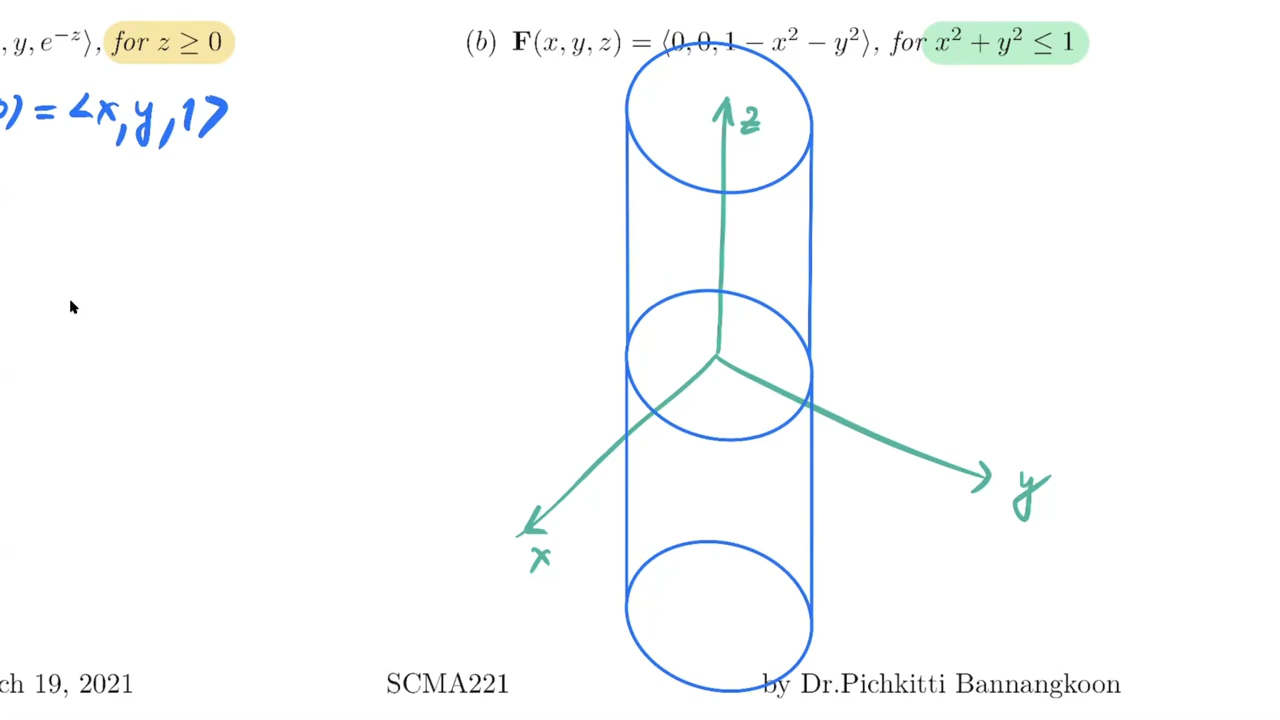 , y, e^{-z}⟩, for z ≥ 0
(b) F(x, y, z) = ⟨0, 0, 1 − x² − y²⟩, for x² + y² ≤ 1
) = <x, y, 1>
z
y
x
ch 19, 2021
SCMA221
by Dr.Pichkitti Bannangkoon